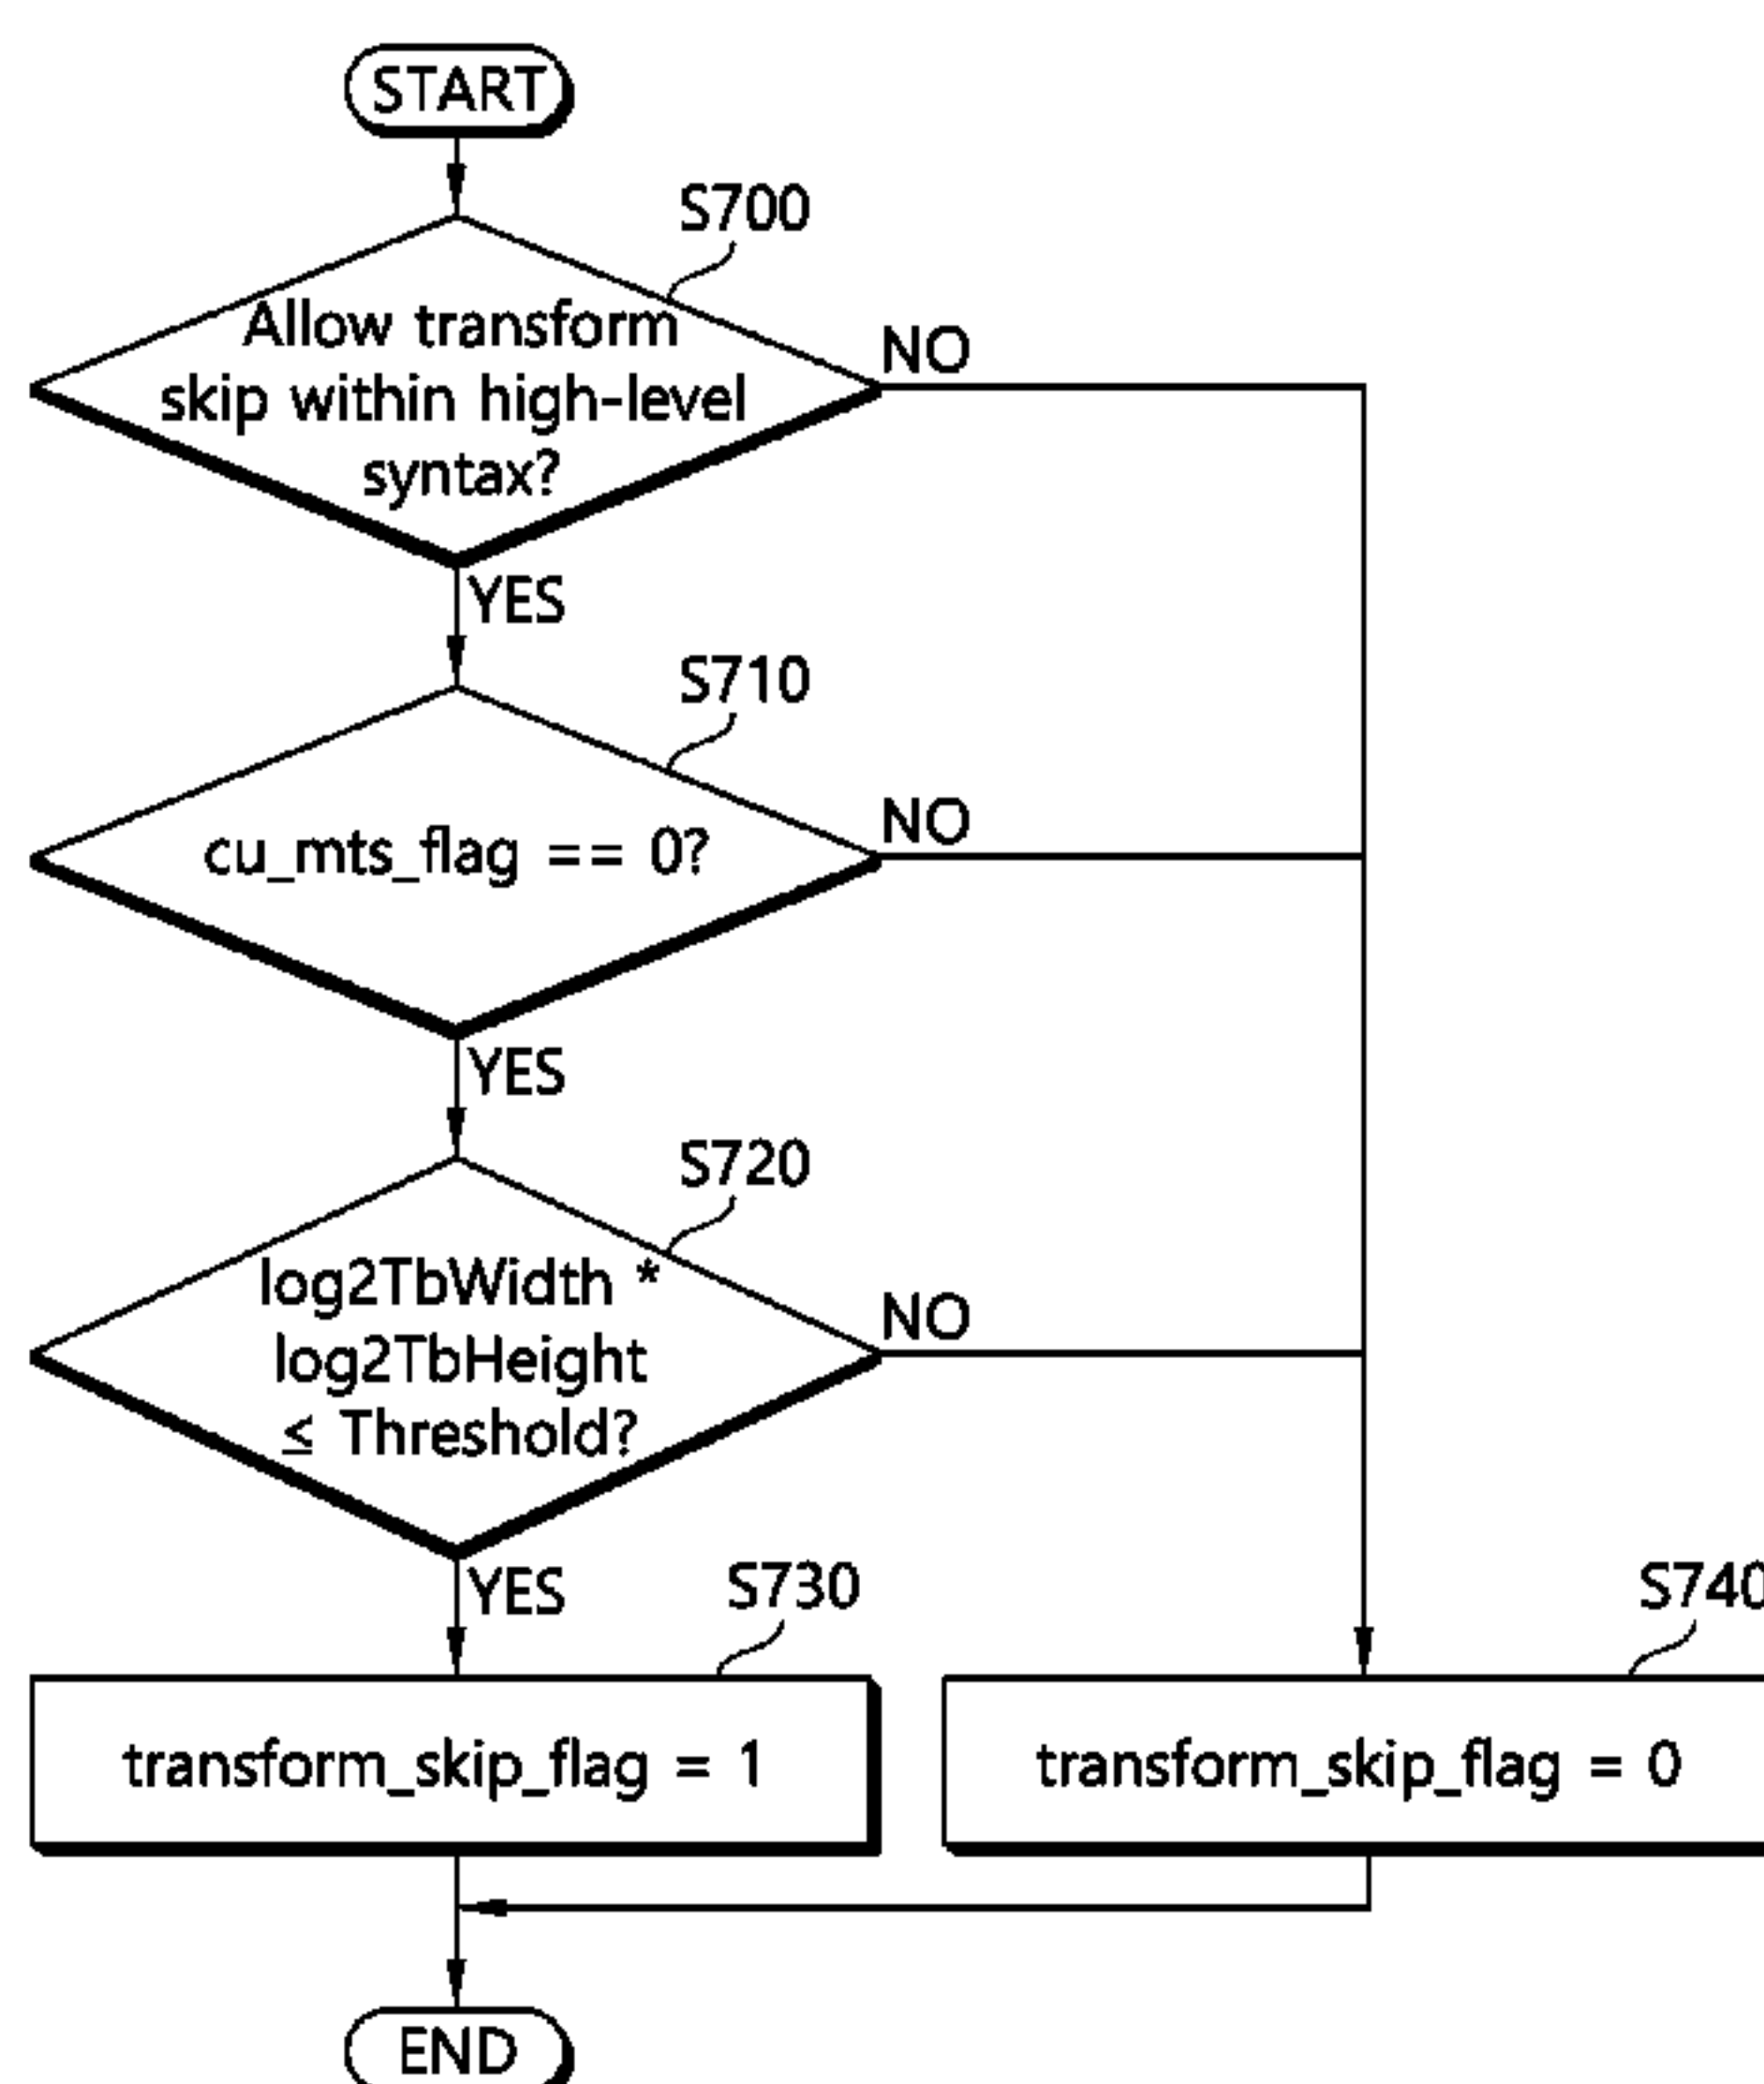 START
S700
Allow transform
skip within high-level
syntax?
NO
YES
S710
cu_mts_flag == 0?
NO
YES
S720
log2TbWidth *
log2TbHeight
≤ Threshold?
NO
YES
S730
S740
transform_skip_flag = 1
transform_skip_flag = 0
END